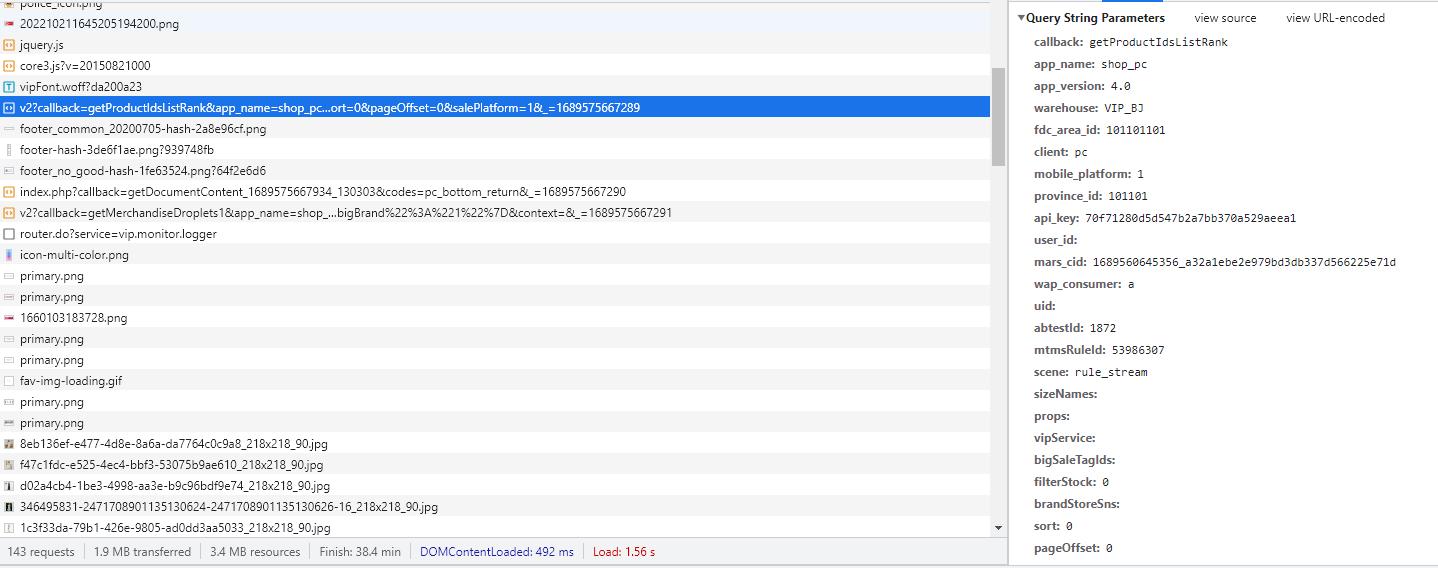 police_icon.png
202210211645205194200.png
jquery.js
core3.js?v=20150821000
vipFont.woff?da200a23
v2?callback=getProductIdsListRank&app_name=shop_pc...ort=0&pageOffset=0&salePlatform=1&_=1689575667289
footer_common_20200705-hash-2a8e96cf.png
footer-hash-3de6f1ae.png?939748fb
footer_no_good-hash-1fe63524.png?64f2e6d6
index.php?callback=getDocumentContent_1689575667934_130303&codes=pc_bottom_return&_=1689575667290
v2?callback=getMerchandiseDroplets1&app_name=shop_...bigBrand%22%3A%221%22%7D&context=&_=1689575667291
router.do?service=vip.monitor.logger
icon-multi-color.png
primary.png
primary.png
1660103183728.png
primary.png
primary.png
fav-img-loading.gif
primary.png
primary.png
8eb136ef-e477-4d8e-8a6a-da7764c0c9a8_218x218_90.jpg
f47c1fdc-e525-4ec4-bbf3-53075b9ae610_218x218_90.jpg
d02a4cb4-1be3-4998-aa3e-b9c96bdf9e74_218x218_90.jpg
346495831-2471708901135130624-2471708901135130626-16_218x218_90.jpg
1c3f33da-79b1-426e-9805-ad0dd3aa5033_218x218_90.jpg
143 requests 1.9 MB transferred 3.4 MB resources Finish: 38.4 min DOMContentLoaded: 492 ms Load: 1.56 s
Query String Parameters view source view URL-encoded
callback: getProductIdsListRank
app_name: shop_pc
app_version: 4.0
warehouse: VIP_BJ
fdc_area_id: 101101101
client: pc
mobile_platform: 1
province_id: 101101
api_key: 70f71280d5d547b2a7bb370a529aeea1
user_id:
mars_cid: 1689560645356_a32a1ebe2e979bd3db337d566225e71d
wap_consumer: a
uid:
abtestId: 1872
mtmsRuleId: 53986307
scene: rule_stream
sizeNames:
props:
vipService:
bigSaleTagIds:
filterStock: 0
brandStoreSns:
sort: 0
pageOffset: 0